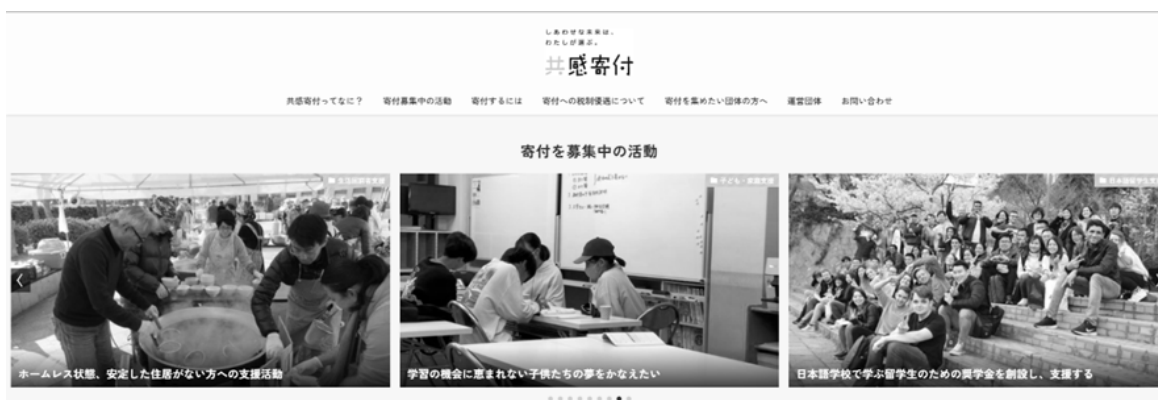 しあわせな未来は、
わたしが選ぶ。
共感寄付
共感寄付ってなに？ 寄付募集中の活動 寄付するには 寄付への税制優遇について 寄付を集めたい団体の方へ 運営団体 お問い合わせ
寄付を募集中の活動
ホームレス状態、安定した住居がない方への支援活動
学習の機会に恵まれない子供たちの夢をかなえたい
日本語学校で学ぶ留学生のための奨学金を創設し、支援する